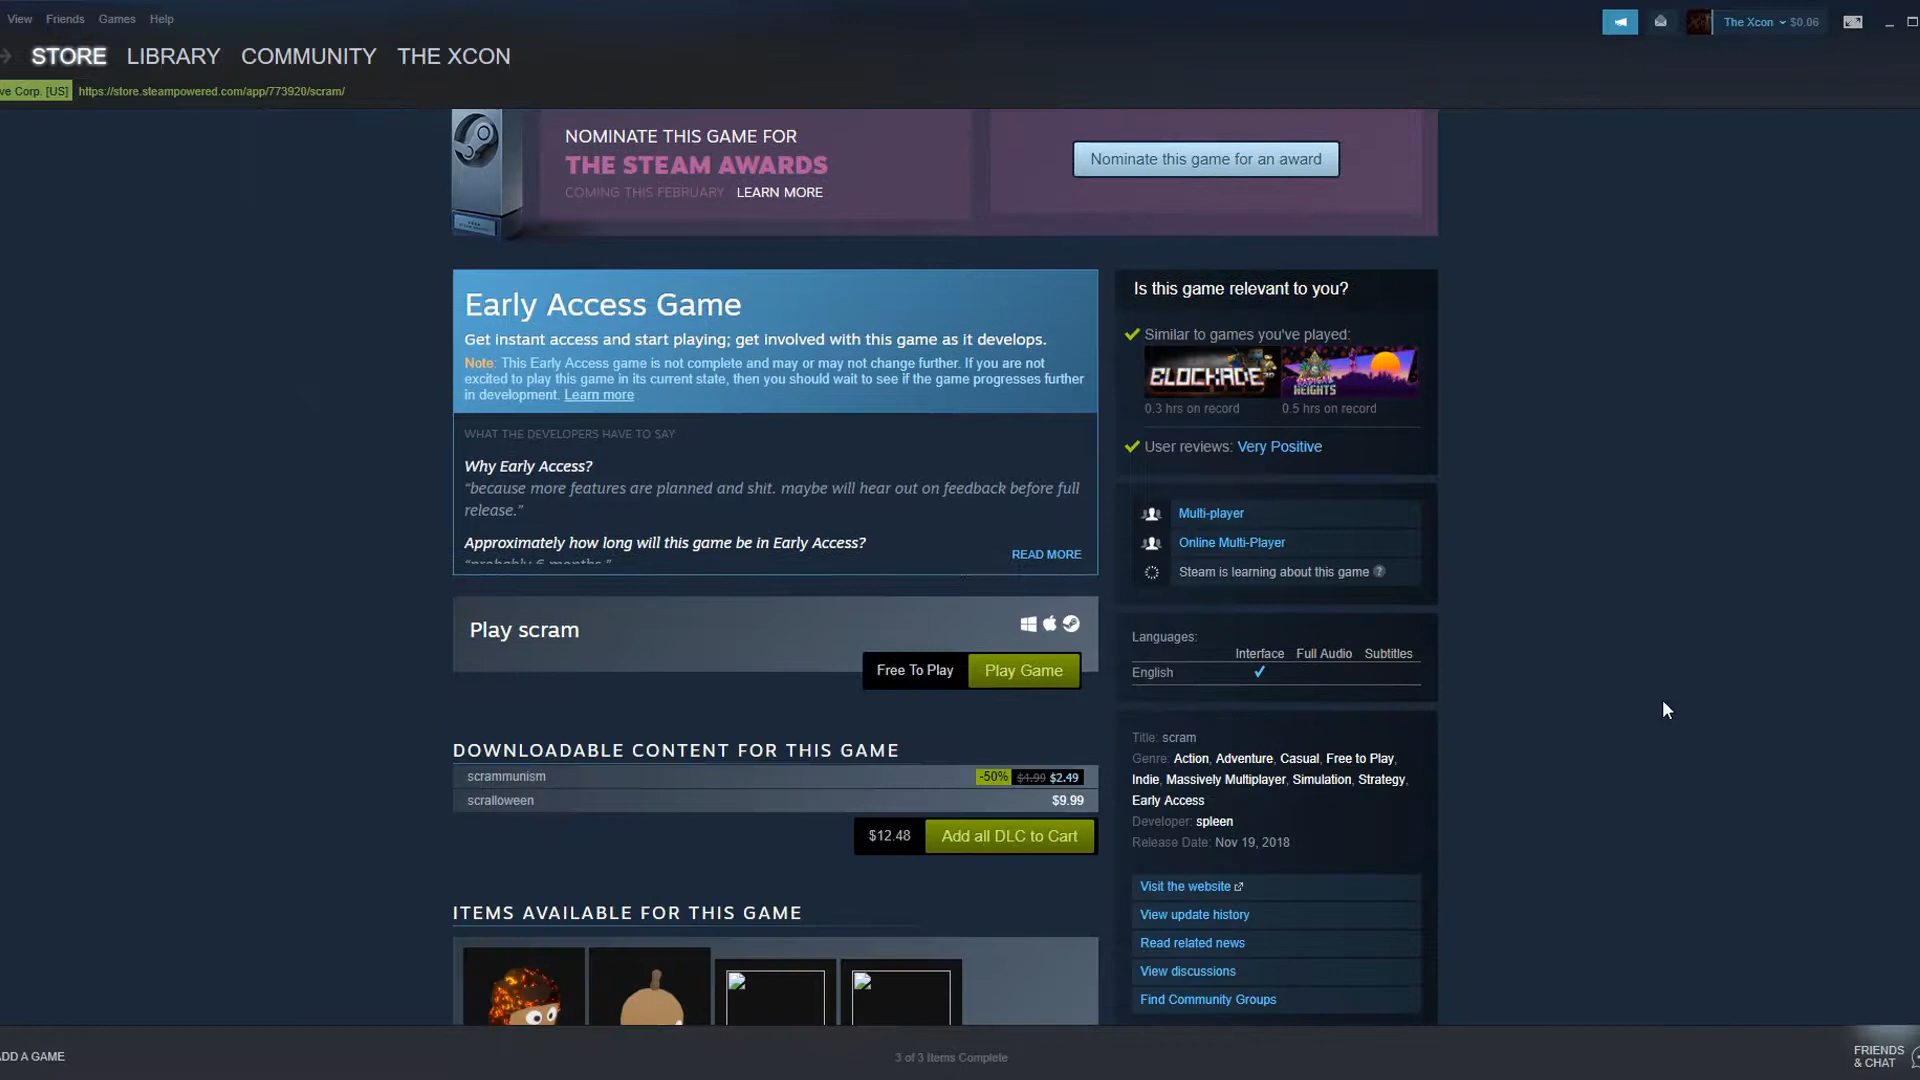 View Friends Games Help
The Xcon $0.06
STORE LIBRARY COMMUNITY THE XCON
ve Corp. [US] https://store.steampowered.com/app/773920/scram/
NOMINATE THIS GAME FOR
THE STEAM AWARDS
COMING THIS FEBRUARY LEARN MORE
Nominate this game for an award
Early Access Game
Get instant access and start playing; get involved with this game as it develops.
Note: This Early Access game is not complete and may or may not change further. If you are not
excited to play this game in its current state, then you should wait to see if the game progresses further
in development. Learn more
WHAT THE DEVELOPERS HAVE TO SAY
Why Early Access?
“because more features are planned and shit. maybe will hear out on feedback before full
release.”
Approximately how long will this game be in Early Access?
“probably 6 months.”
READ MORE
Play scram
Free To Play Play Game
DOWNLOADABLE CONTENT FOR THIS GAME
scrammunism -50% $4.99 $2.49
scralloween $9.99
$12.48 Add all DLC to Cart
ITEMS AVAILABLE FOR THIS GAME
Is this game relevant to you?
Similar to games you've played:
BLOCKADE
RADICAL HEIGHTS
0.3 hrs on record 0.5 hrs on record
User reviews: Very Positive
Multi-player
Online Multi-Player
Steam is learning about this game ?
Languages:
Interface Full Audio Subtitles
English ✓
Title: scram
Genre: Action, Adventure, Casual, Free to Play,
Indie, Massively Multiplayer, Simulation, Strategy,
Early Access
Developer: spleen
Release Date: Nov 19, 2018
Visit the website
View update history
Read related news
View discussions
Find Community Groups
ADD A GAME
3 of 3 Items Complete
FRIENDS
& CHAT